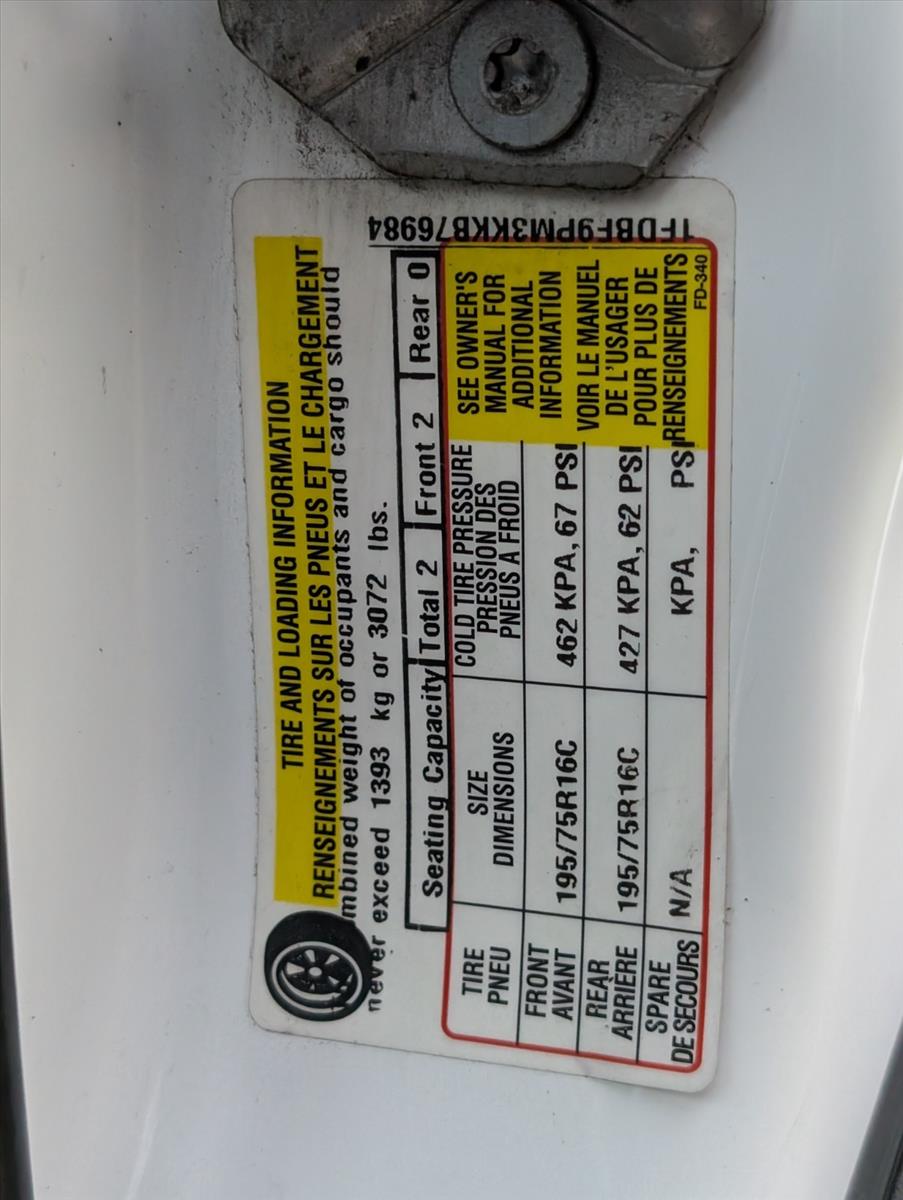 TIRE AND LOADING INFORMATION
RENSEIGNEMENTS SUR LES PNEUS ET LE CHARGEMENT
mbined weight of occupants and cargo should
never exceed 1393 kg or 3072 lbs.
Seating Capacity Total 2 Front 2 Rear 0
TIRE
PNEU
SIZE
DIMENSIONS
COLD TIRE PRESSURE
PRESSION DES
PNEUS A FROID
FRONT
AVANT
195/75R16C
462 KPA, 67 PSI
REAR
ARRIERE
195/75R16C
427 KPA, 62 PSI
SPARE
DE SECOURS
N/A
KPA, PSI
SEE OWNER'S
MANUAL FOR
ADDITIONAL
INFORMATION
VOIR LE MANUEL
DE L'USAGER
POUR PLUS DE
RENSEIGNEMENTS
FD-340
1FDBF9PM3KKB76984